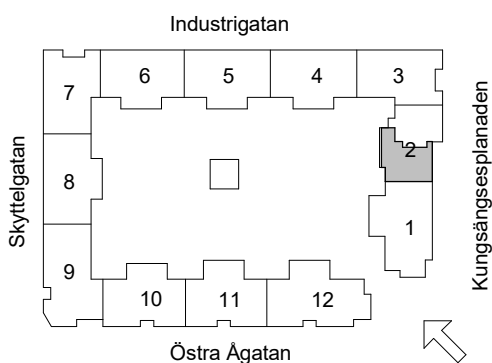 Industrigatan
6 5 4 3
7
2
Skyttelgatan
8
Kungsängsesplanaden
1
9
10 11 12
Östra Ågatan